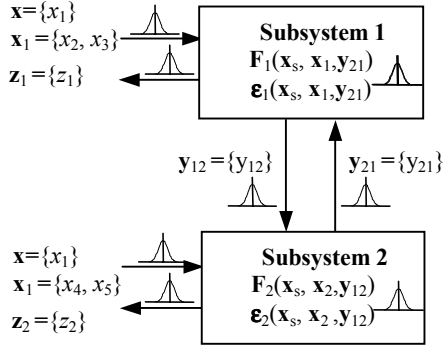 x={x₁}
x₁={x₂, x₃}
z₁={z₁}
Subsystem 1
F₁(xₛ, x₁,y₂₁)
ε₁(xₛ, x₁,y₂₁)
y₁₂={y₁₂}
y₂₁={y₂₁}
x={x₁}
x₁={x₄, x₅}
z₂={z₂}
Subsystem 2
F₂(xₛ, x₂,y₁₂)
ε₂(xₛ, x₂ ,y₁₂)